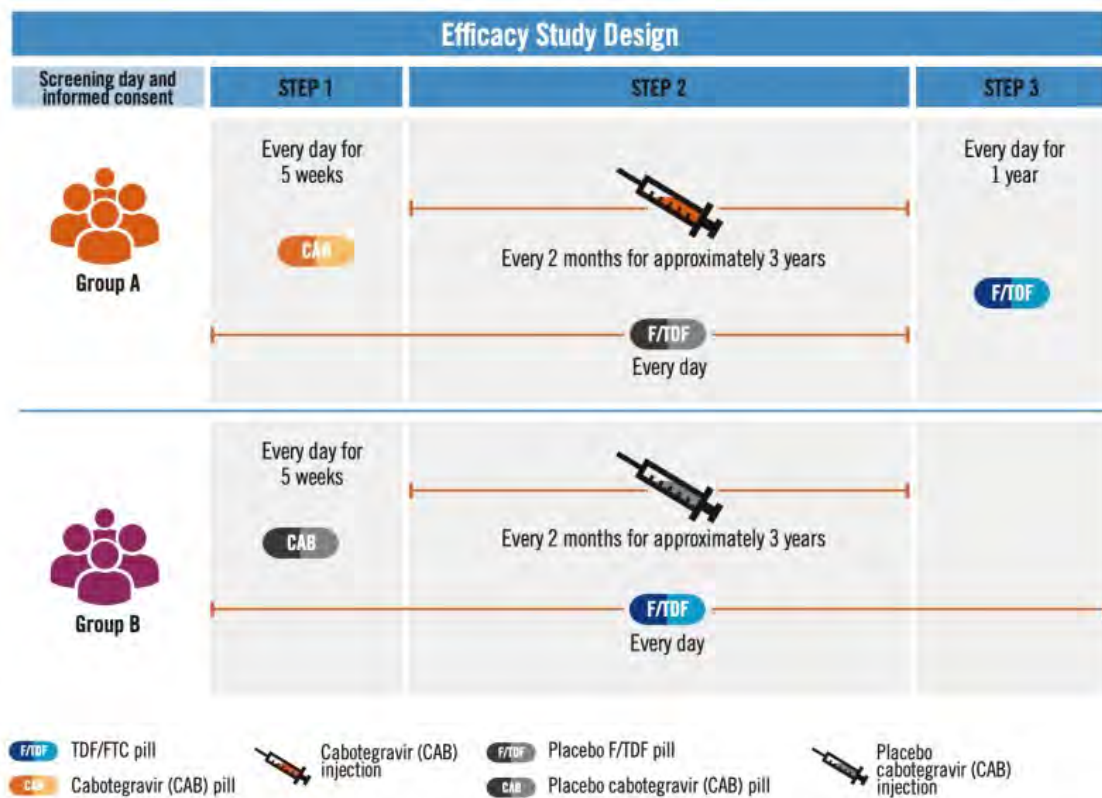 Efficacy Study Design
Screening day and
informed consent
STEP 1
STEP 2
STEP 3
Group A
Every day for
5 weeks
CAB
Every 2 months for approximately 3 years
F/TDF
Every day
Every day for
1 year
F/TDF
Group B
Every day for
5 weeks
CAB
Every 2 months for approximately 3 years
F/TDF
Every day
F/TDF
TDF/FTC pill
CAB
Cabotegravir (CAB) pill
Cabotegravir (CAB)
injection
F/TDF
Placebo F/TDF pill
CAB
Placebo cabotegravir (CAB) pill
Placebo
cabotegravir (CAB)
injection